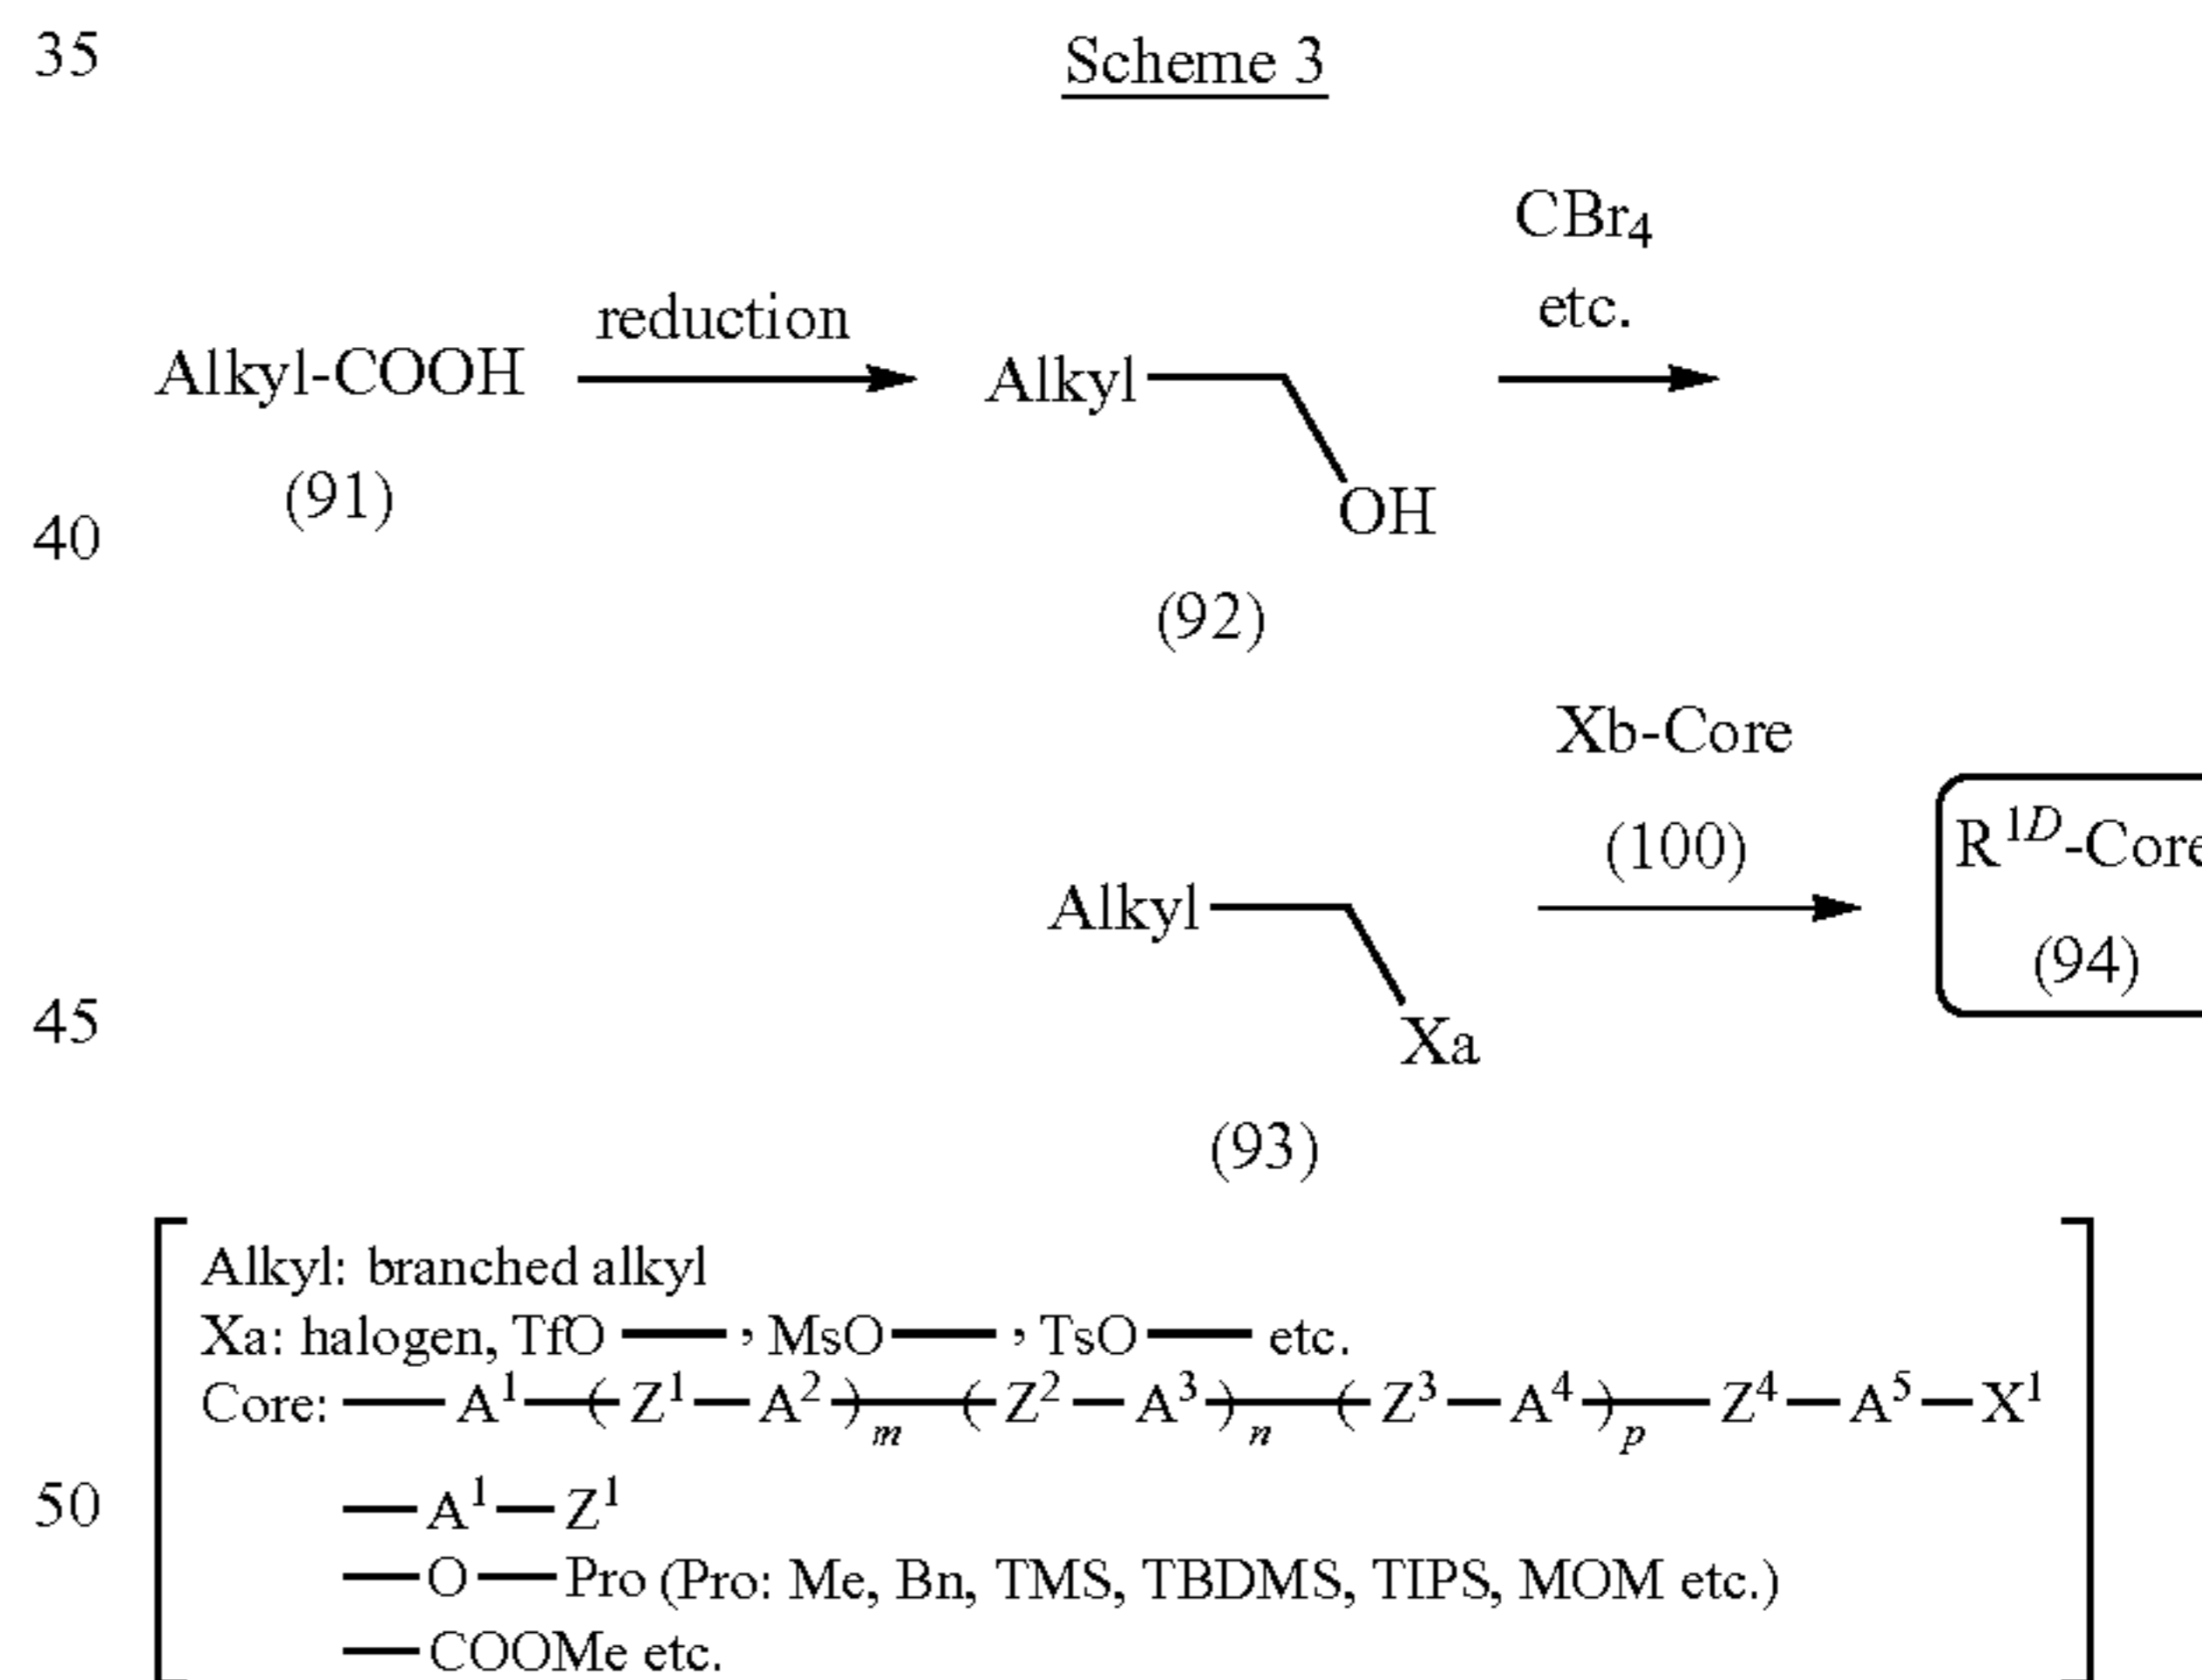 35
Scheme 3
CBr4
etc.
reduction
Alkyl-COOH
Alkyl
OH
(91)
40
(92)
Xb-Core
(100)
R1D-Core
(94)
Alkyl
Xa
45
(93)
Alkyl: branched alkyl
Xa: halogen, TfO—, MsO—, TsO— etc.
Core: —A1—(Z1—A2)m—(Z2—A3)n—(Z3—A4)p—Z4—A5—X1
50
—A1—Z1
—O—Pro (Pro: Me, Bn, TMS, TBDMS, TIPS, MOM etc.)
—COOMe etc.